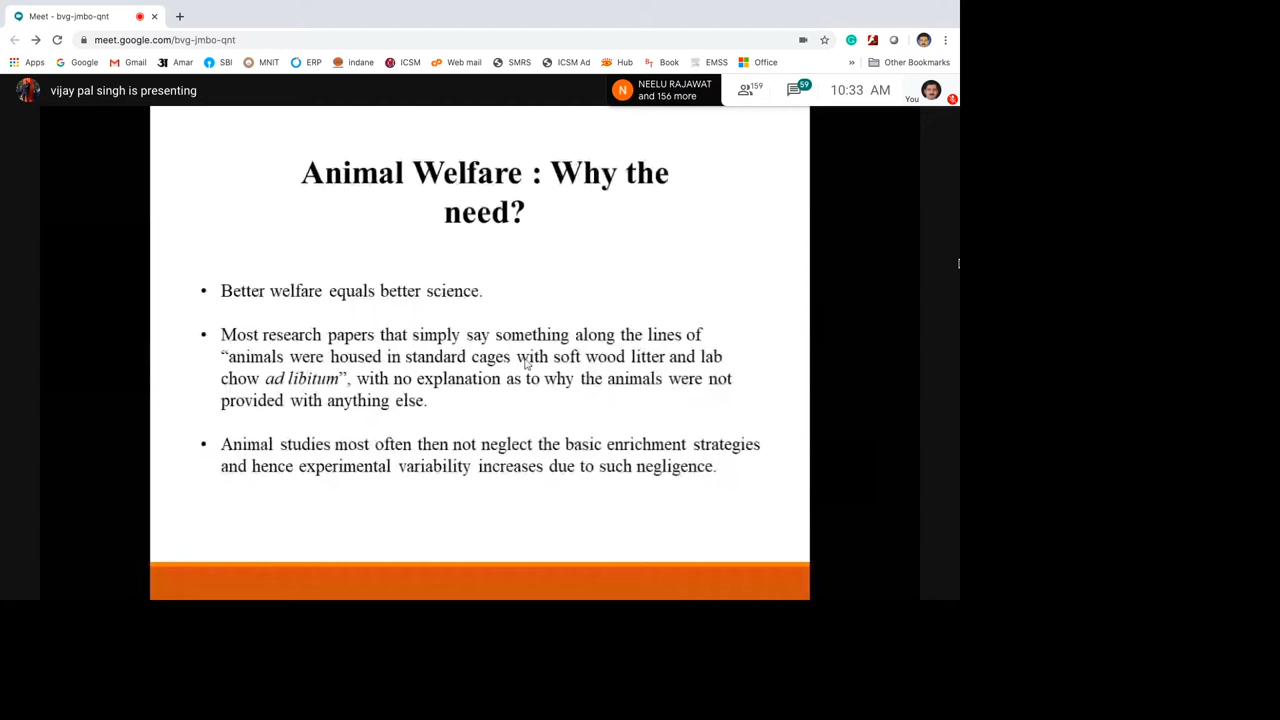 Meet - bvg-jmbo-qnt
meet.google.com/bvg-jmbo-qnt
Apps Google Gmail Amar SBI MNIT ERP indane ICSM Web mail SMRS ICSM Ad Hub Book EMSS Office » Other Bookmarks
vijay pal singh is presenting
N
NEELU RAJAWAT
and 156 more
159
59
10:33 AM
You
Animal Welfare : Why the
need?
• Better welfare equals better science.
• Most research papers that simply say something along the lines of
“animals were housed in standard cages with soft wood litter and lab
chow ad libitum”, with no explanation as to why the animals were not
provided with anything else.
• Animal studies most often then not neglect the basic enrichment strategies
and hence experimental variability increases due to such negligence.